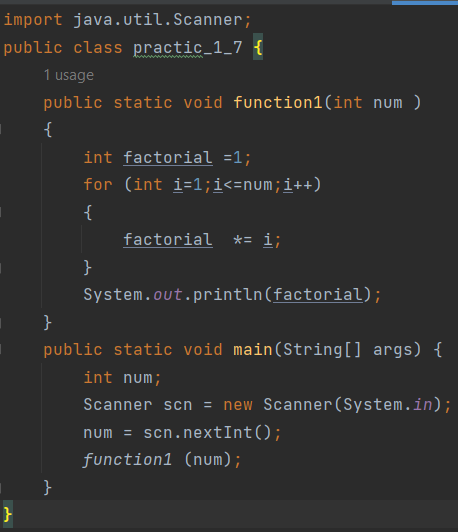 import java.util.Scanner;
public class practic_1_7 {
1 usage
public static void function1(int num )
{
int factorial =1;
for (int i=1;i<=num;i++)
{
factorial *= i;
}
System.out.println(factorial);
}
public static void main(String[] args) {
int num;
Scanner scn = new Scanner(System.in);
num = scn.nextInt();
function1 (num);
}
}